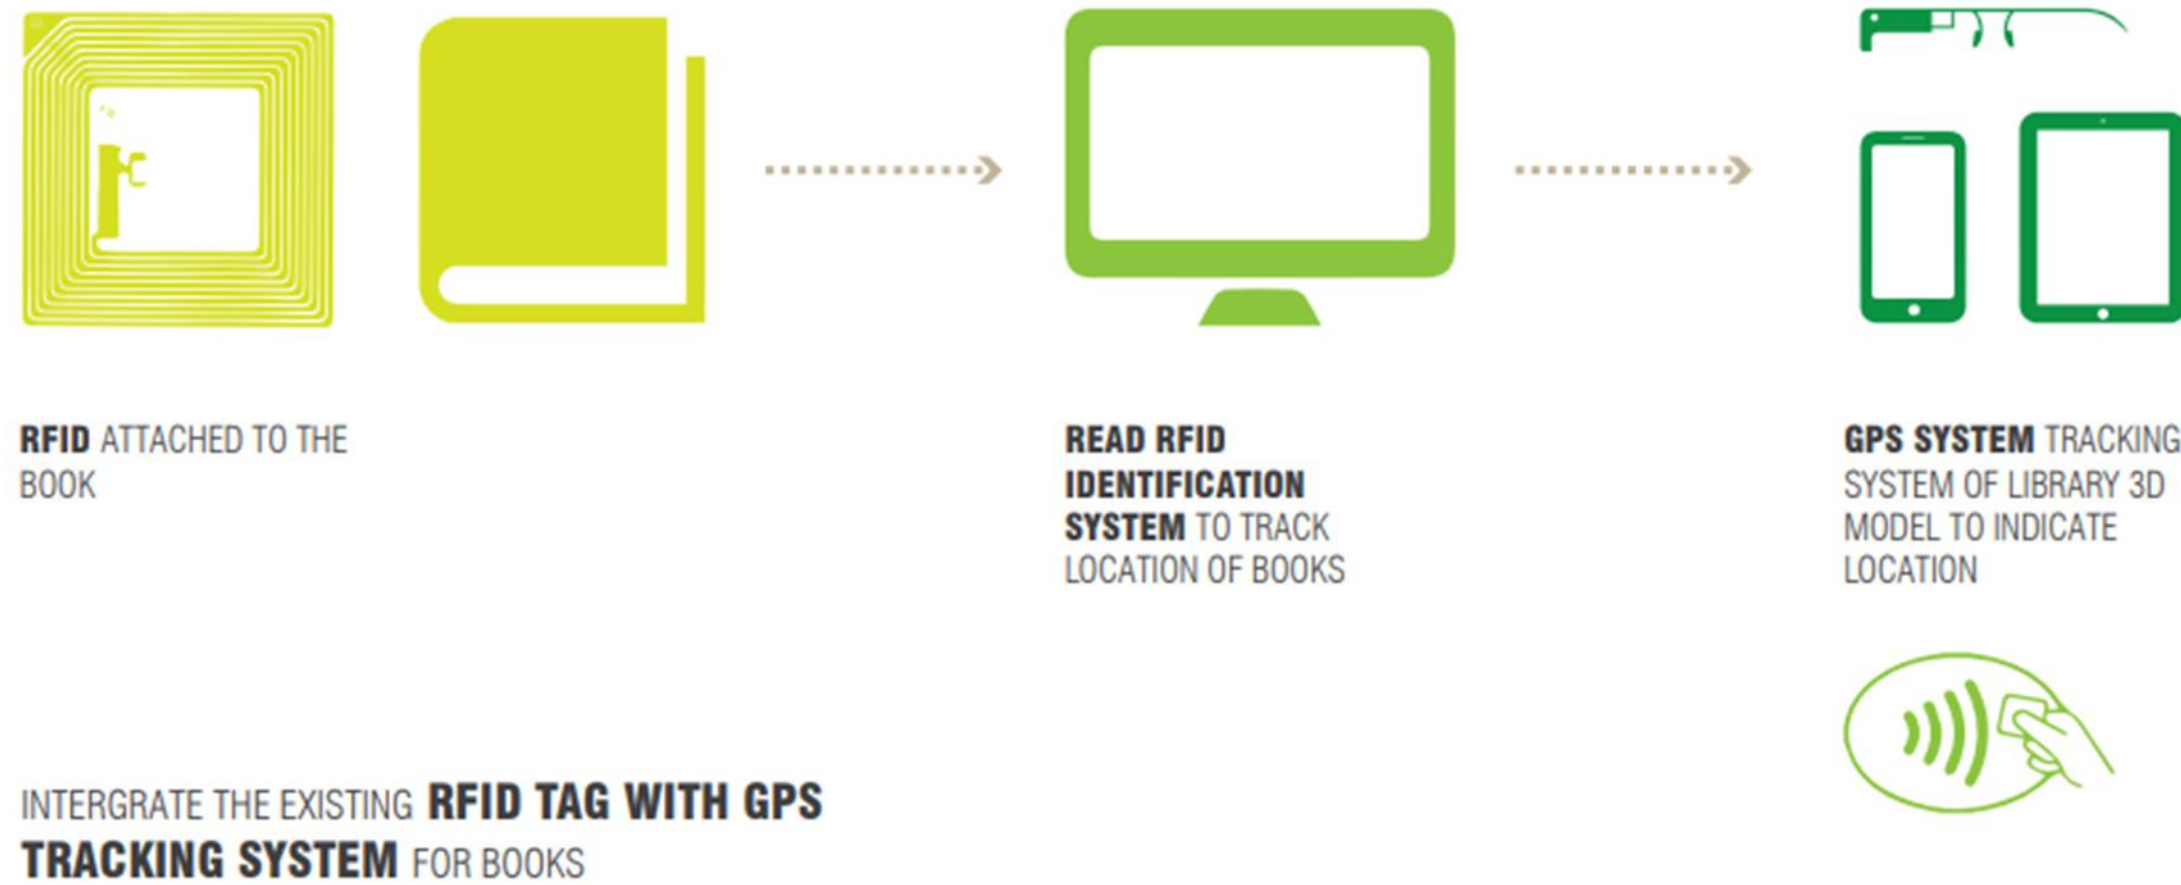 RFID ATTACHED TO THE
BOOK
READ RFID
IDENTIFICATION
SYSTEM TO TRACK
LOCATION OF BOOKS
GPS SYSTEM TRACKING
SYSTEM OF LIBRARY 3D
MODEL TO INDICATE
LOCATION
INTERGRATE THE EXISTING RFID TAG WITH GPS
TRACKING SYSTEM FOR BOOKS